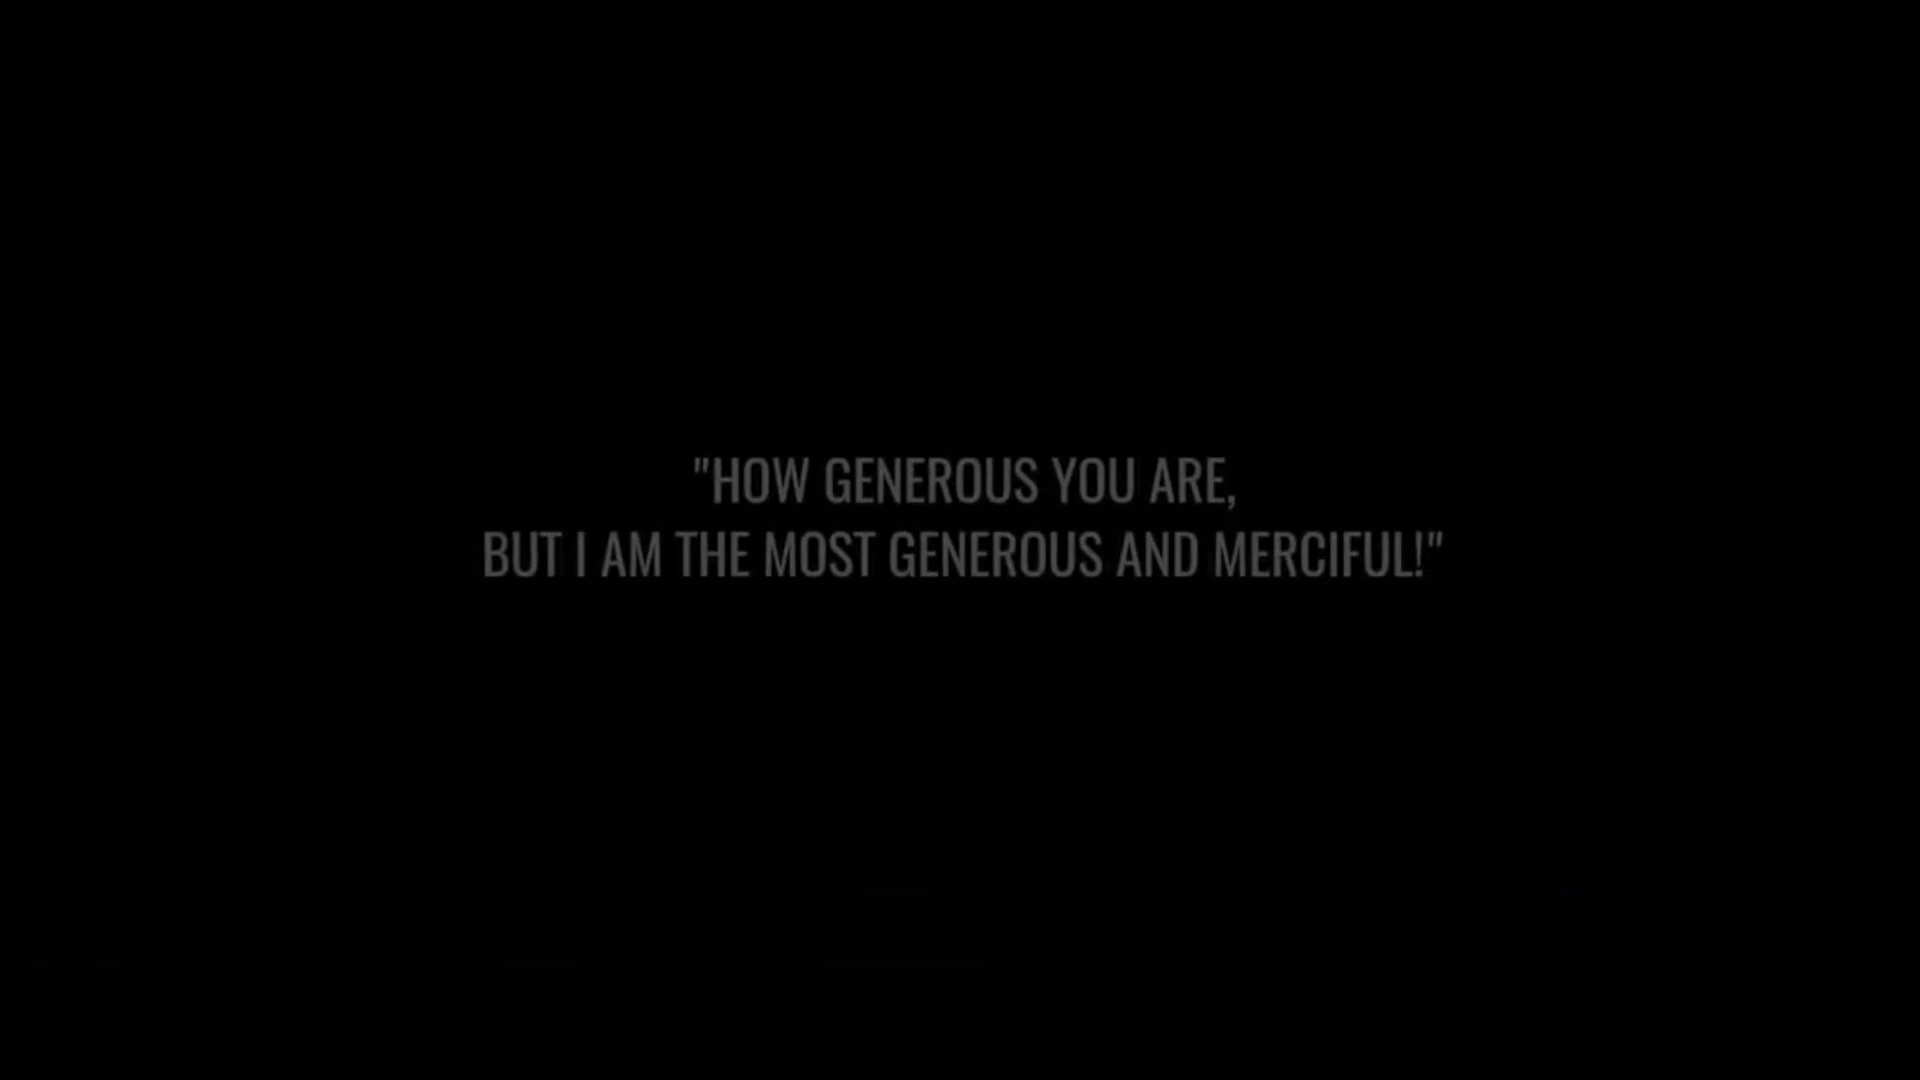 "HOW GENEROUS YOU ARE,
BUT I AM THE MOST GENEROUS AND MERCIFUL!"